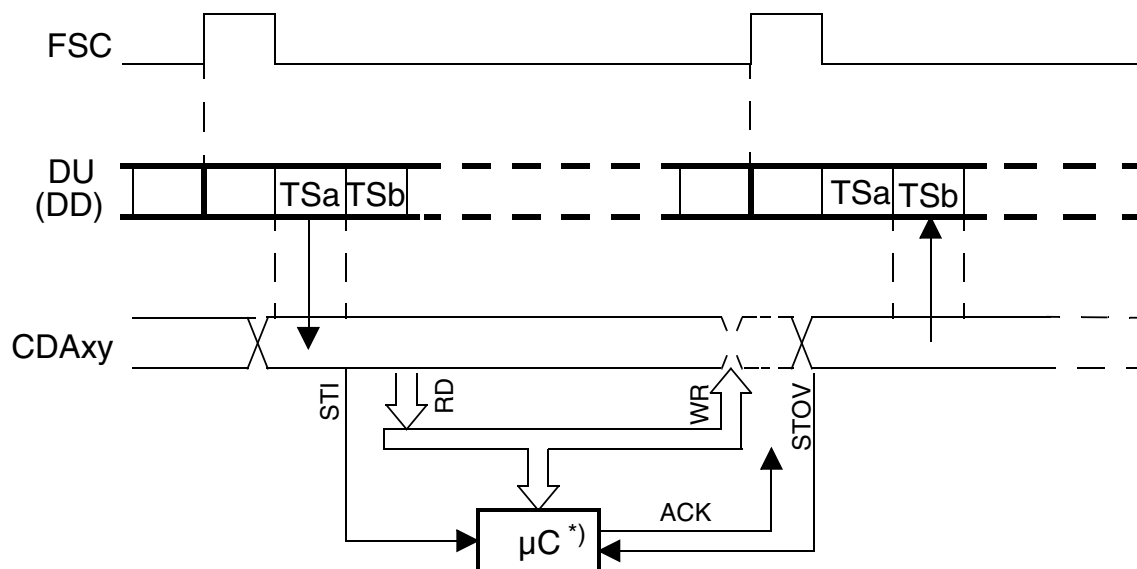 FSC
DU
(DD)
TSa TSb
TSa TSb
CDAxy
STI
RD
WR
STOV
ACK
µC *)